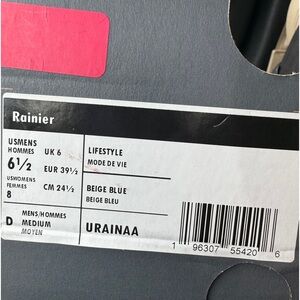 Rainier
USMENS
HOMMES
6½
UK 6
EUR 39½
USWOMENS
FEMMES
8
CM 24½
D
MENS/HOMMES
MEDIUM
MOYEN
LIFESTYLE
MODE DE VIE
BEIGE BLUE
BEIGE BLEU
URAINAA
1 96307 55420 6